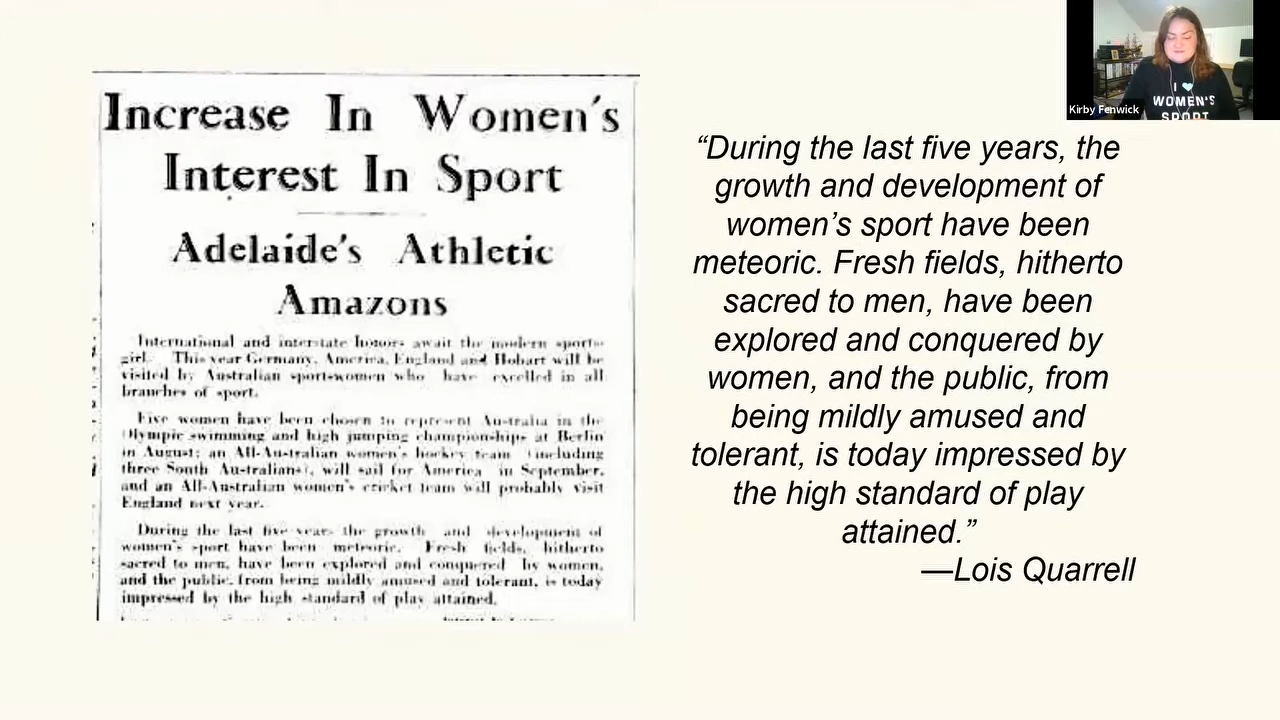 Increase In Women's
Interest In Sport
Adelaide's Athletic
Amazons
International and interstate honors await the modern sports
girl. This year Germany, America, England and Hobart will be
visited by Australian sportswomen who have excelled in all
branches of sport.
Five women have been chosen to represent Australia in the
Olympic swimming and high jumping championships at Berlin
in August; an All-Australian women's hockey team (including
three South Australians), will sail for America in September,
and an All-Australian women's cricket team will probably visit
England next year.
During the last five years the growth and development of
women's sport have been meteoric. Fresh fields, hitherto
sacred to men, have been explored and conquered by women,
and the public, from being mildly amused and tolerant, is today
impressed by the high standard of play attained.
“During the last five years, the
growth and development of
women’s sport have been
meteoric. Fresh fields, hitherto
sacred to men, have been
explored and conquered by
women, and the public, from
being mildly amused and
tolerant, is today impressed by
the high standard of play
attained.”
—Lois Quarrell
I
WOMEN'S
SPORT
Kirby Fenwick